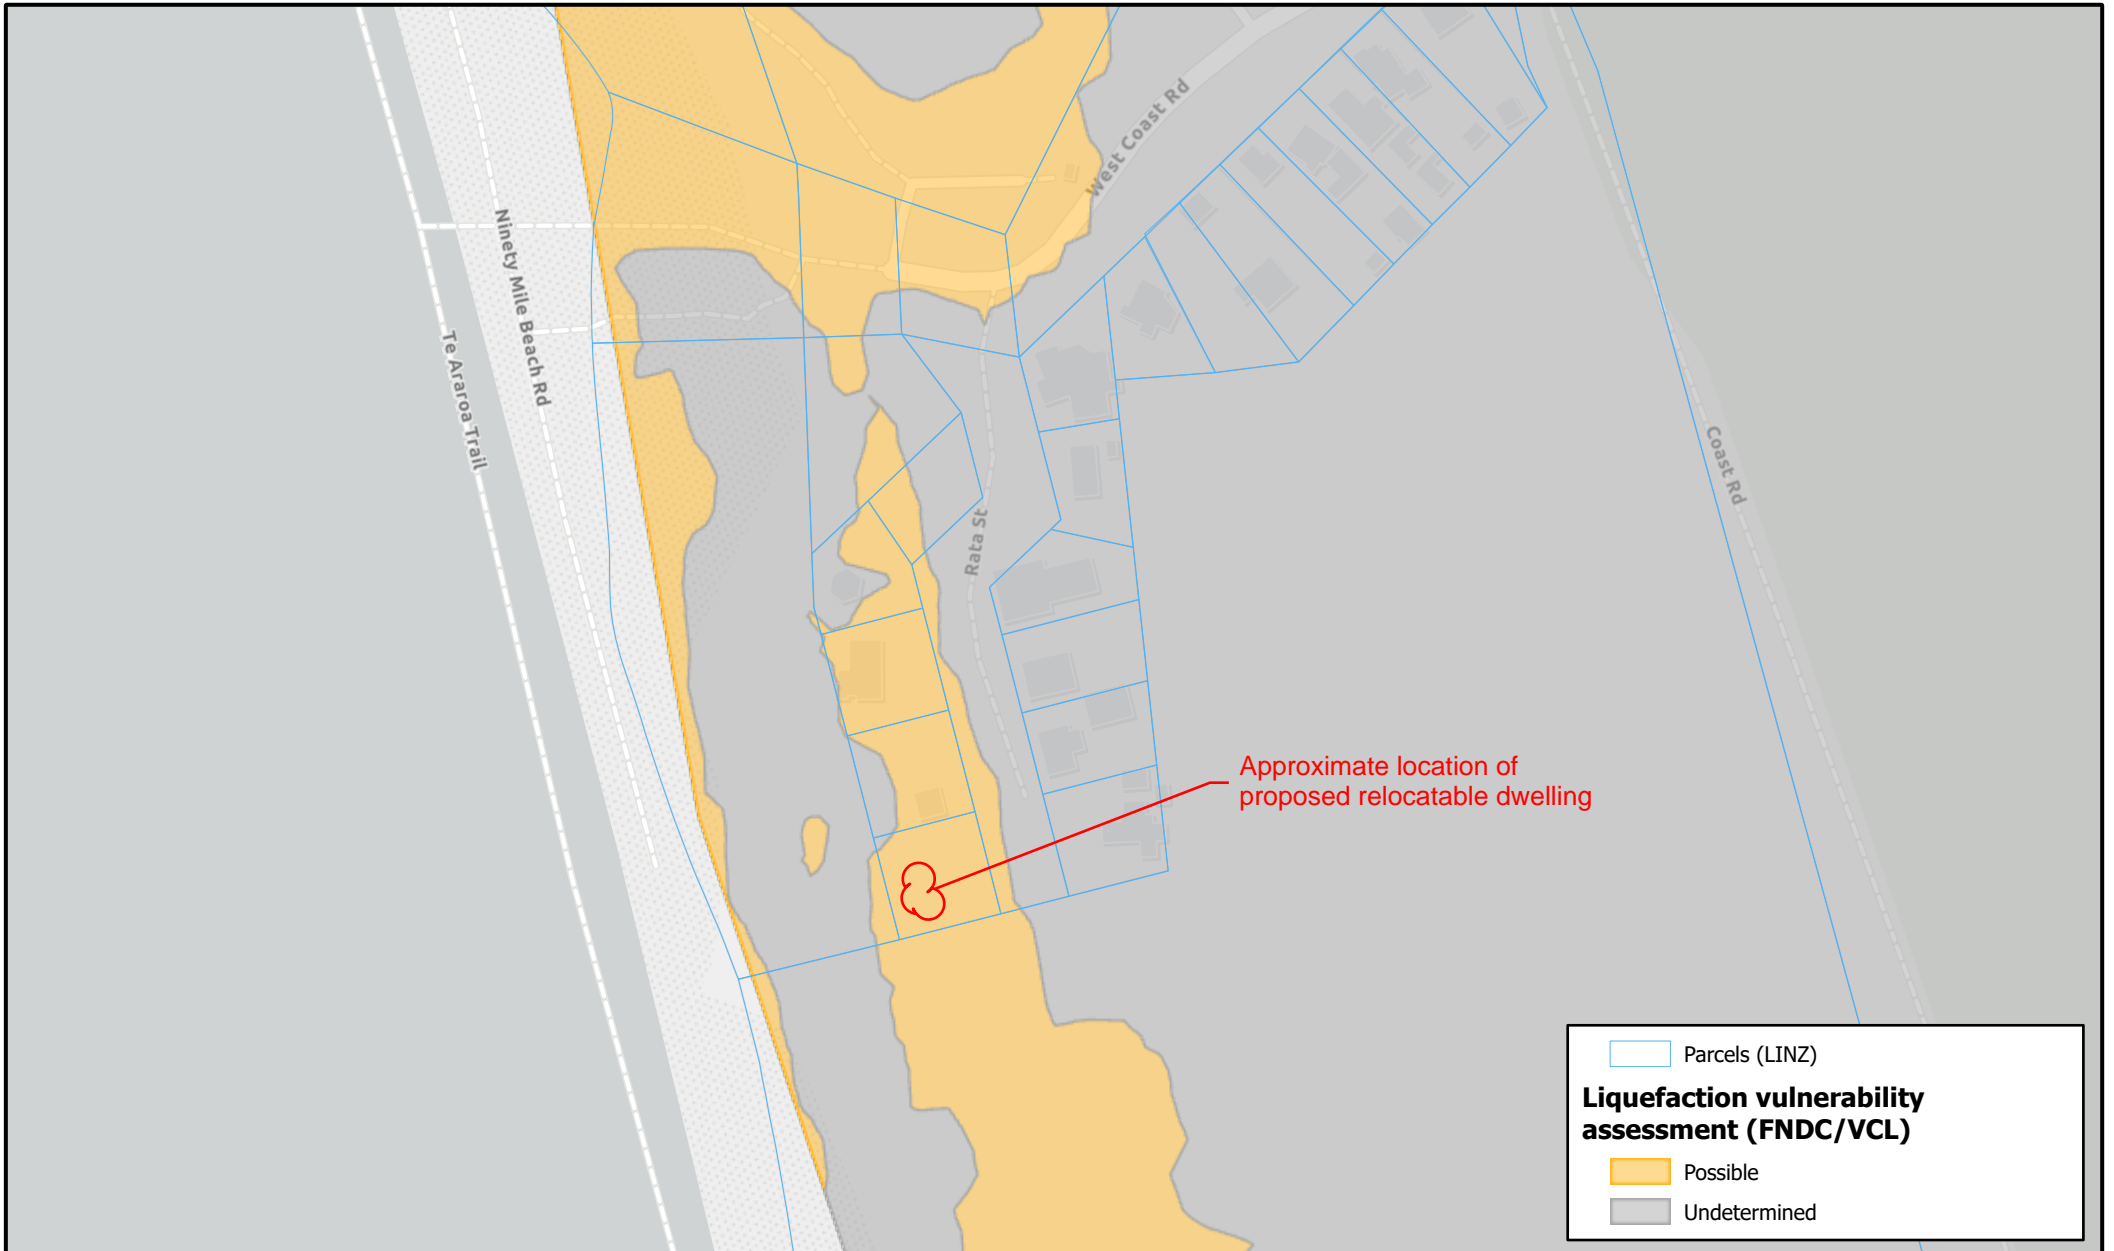 West Coast Rd
Ninety Mile Beach Rd
Te Araroa Trail
Coast Rd
Rata St
Approximate location of
proposed relocatable dwelling
Parcels (LINZ)
Liquefaction vulnerability
assessment (FNDC/VCL)
Possible
Undetermined